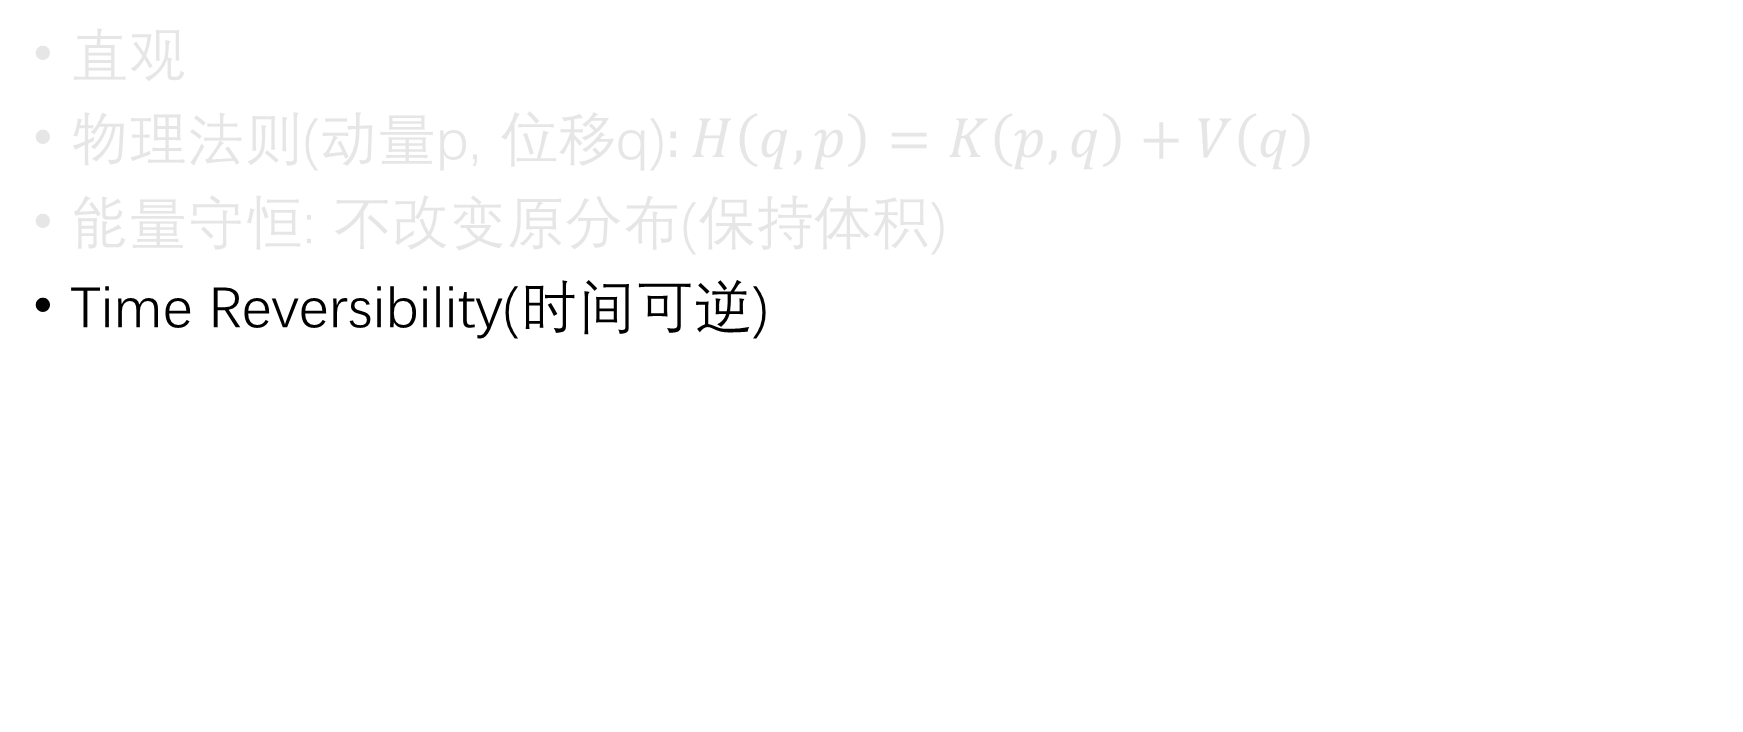 • 直观
• 物理法则(动量p, 位移q): H(q,p) = K(p,q) + V(q)
• 能量守恒: 不改变原分布(保持体积)
• Time Reversibility(时间可逆)